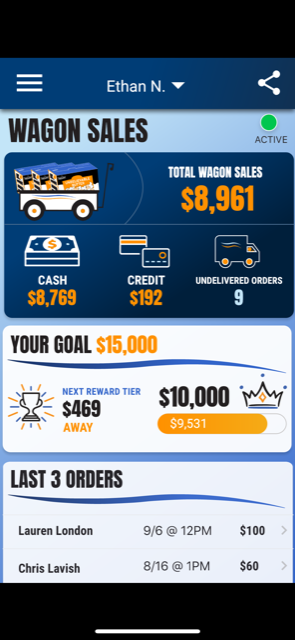 Ethan N.
WAGON SALES
ACTIVE
TOTAL WAGON SALES
$8,961
CASH
$8,769
CREDIT
$192
UNDELIVERED ORDERS
9
YOUR GOAL $15,000
NEXT REWARD TIER
$469
AWAY
$10,000
$9,531
LAST 3 ORDERS
Lauren London 9/6 @ 12PM $100
Chris Lavish 8/16 @ 1PM $60